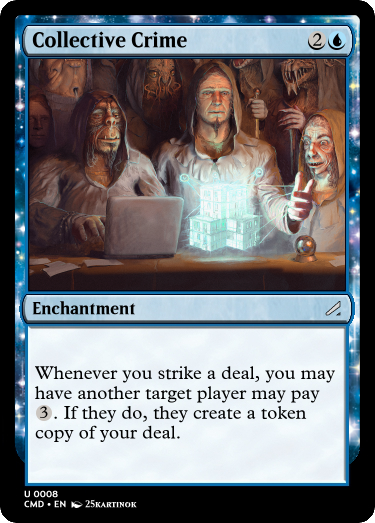 Collective Crime 2
Enchantment
Whenever you strike a deal, you may
have another target player may pay
3. If they do, they create a token
copy of your deal.
U 0008
CMD • EN 25KARTINOK